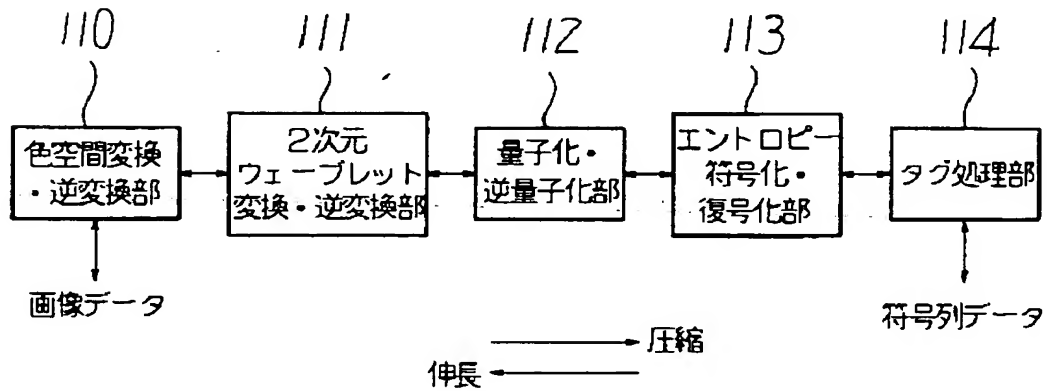 110
111
112
113
114
色空間変換
・逆変換部
2次元
ウェーブレット
変換・逆変換部
量子化・
逆量子化部
エントロピー
符号化・
復号化部
タグ処理部
画像データ
符号列データ
圧縮
伸長